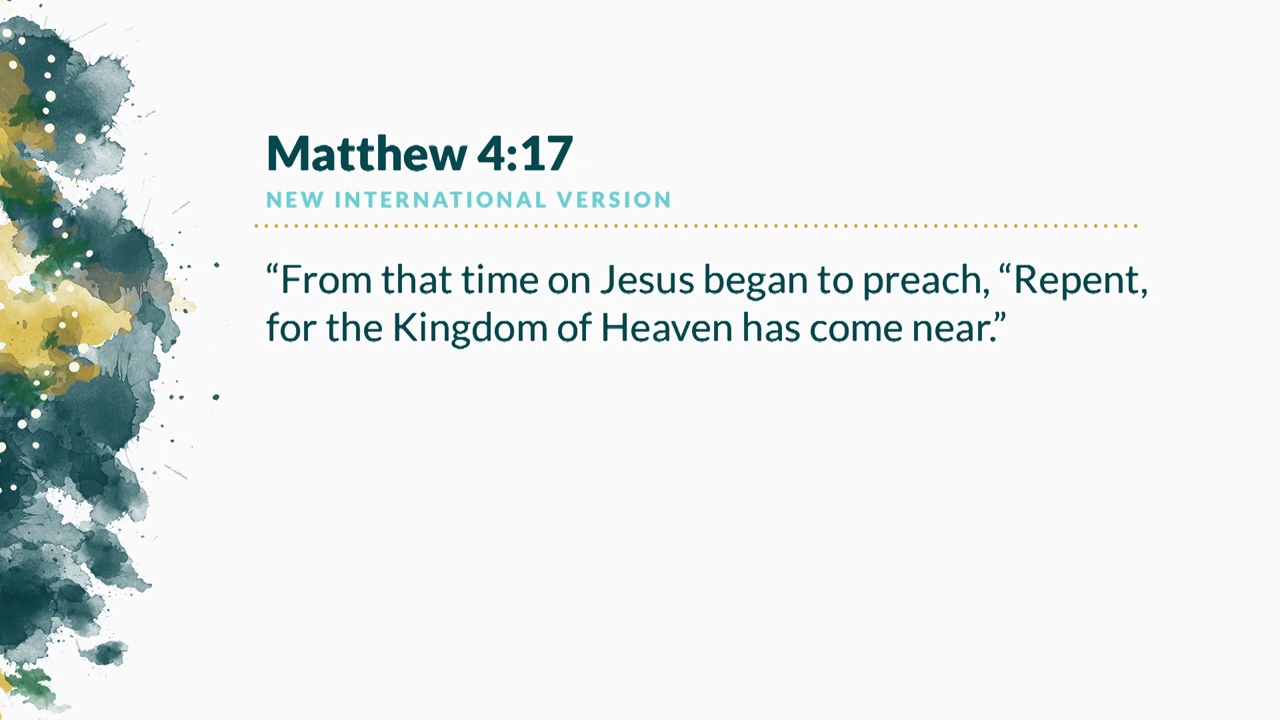 Matthew 4:17
NEW INTERNATIONAL VERSION
“From that time on Jesus began to preach, “Repent,
for the Kingdom of Heaven has come near.”